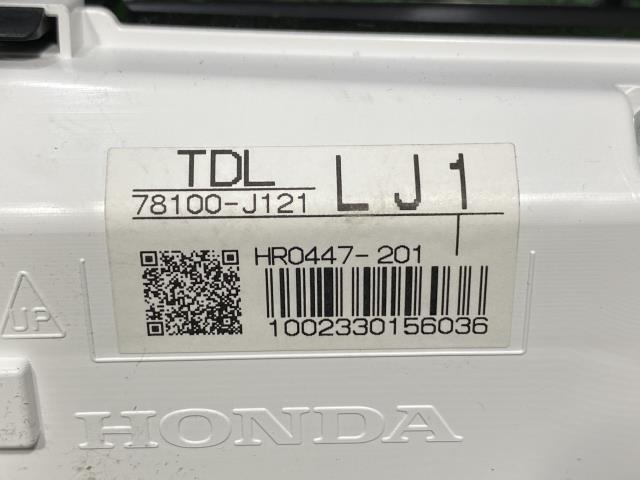 TDL
78100-J121
LJ1
HR0447-201
1002330156036
UP
HONDA